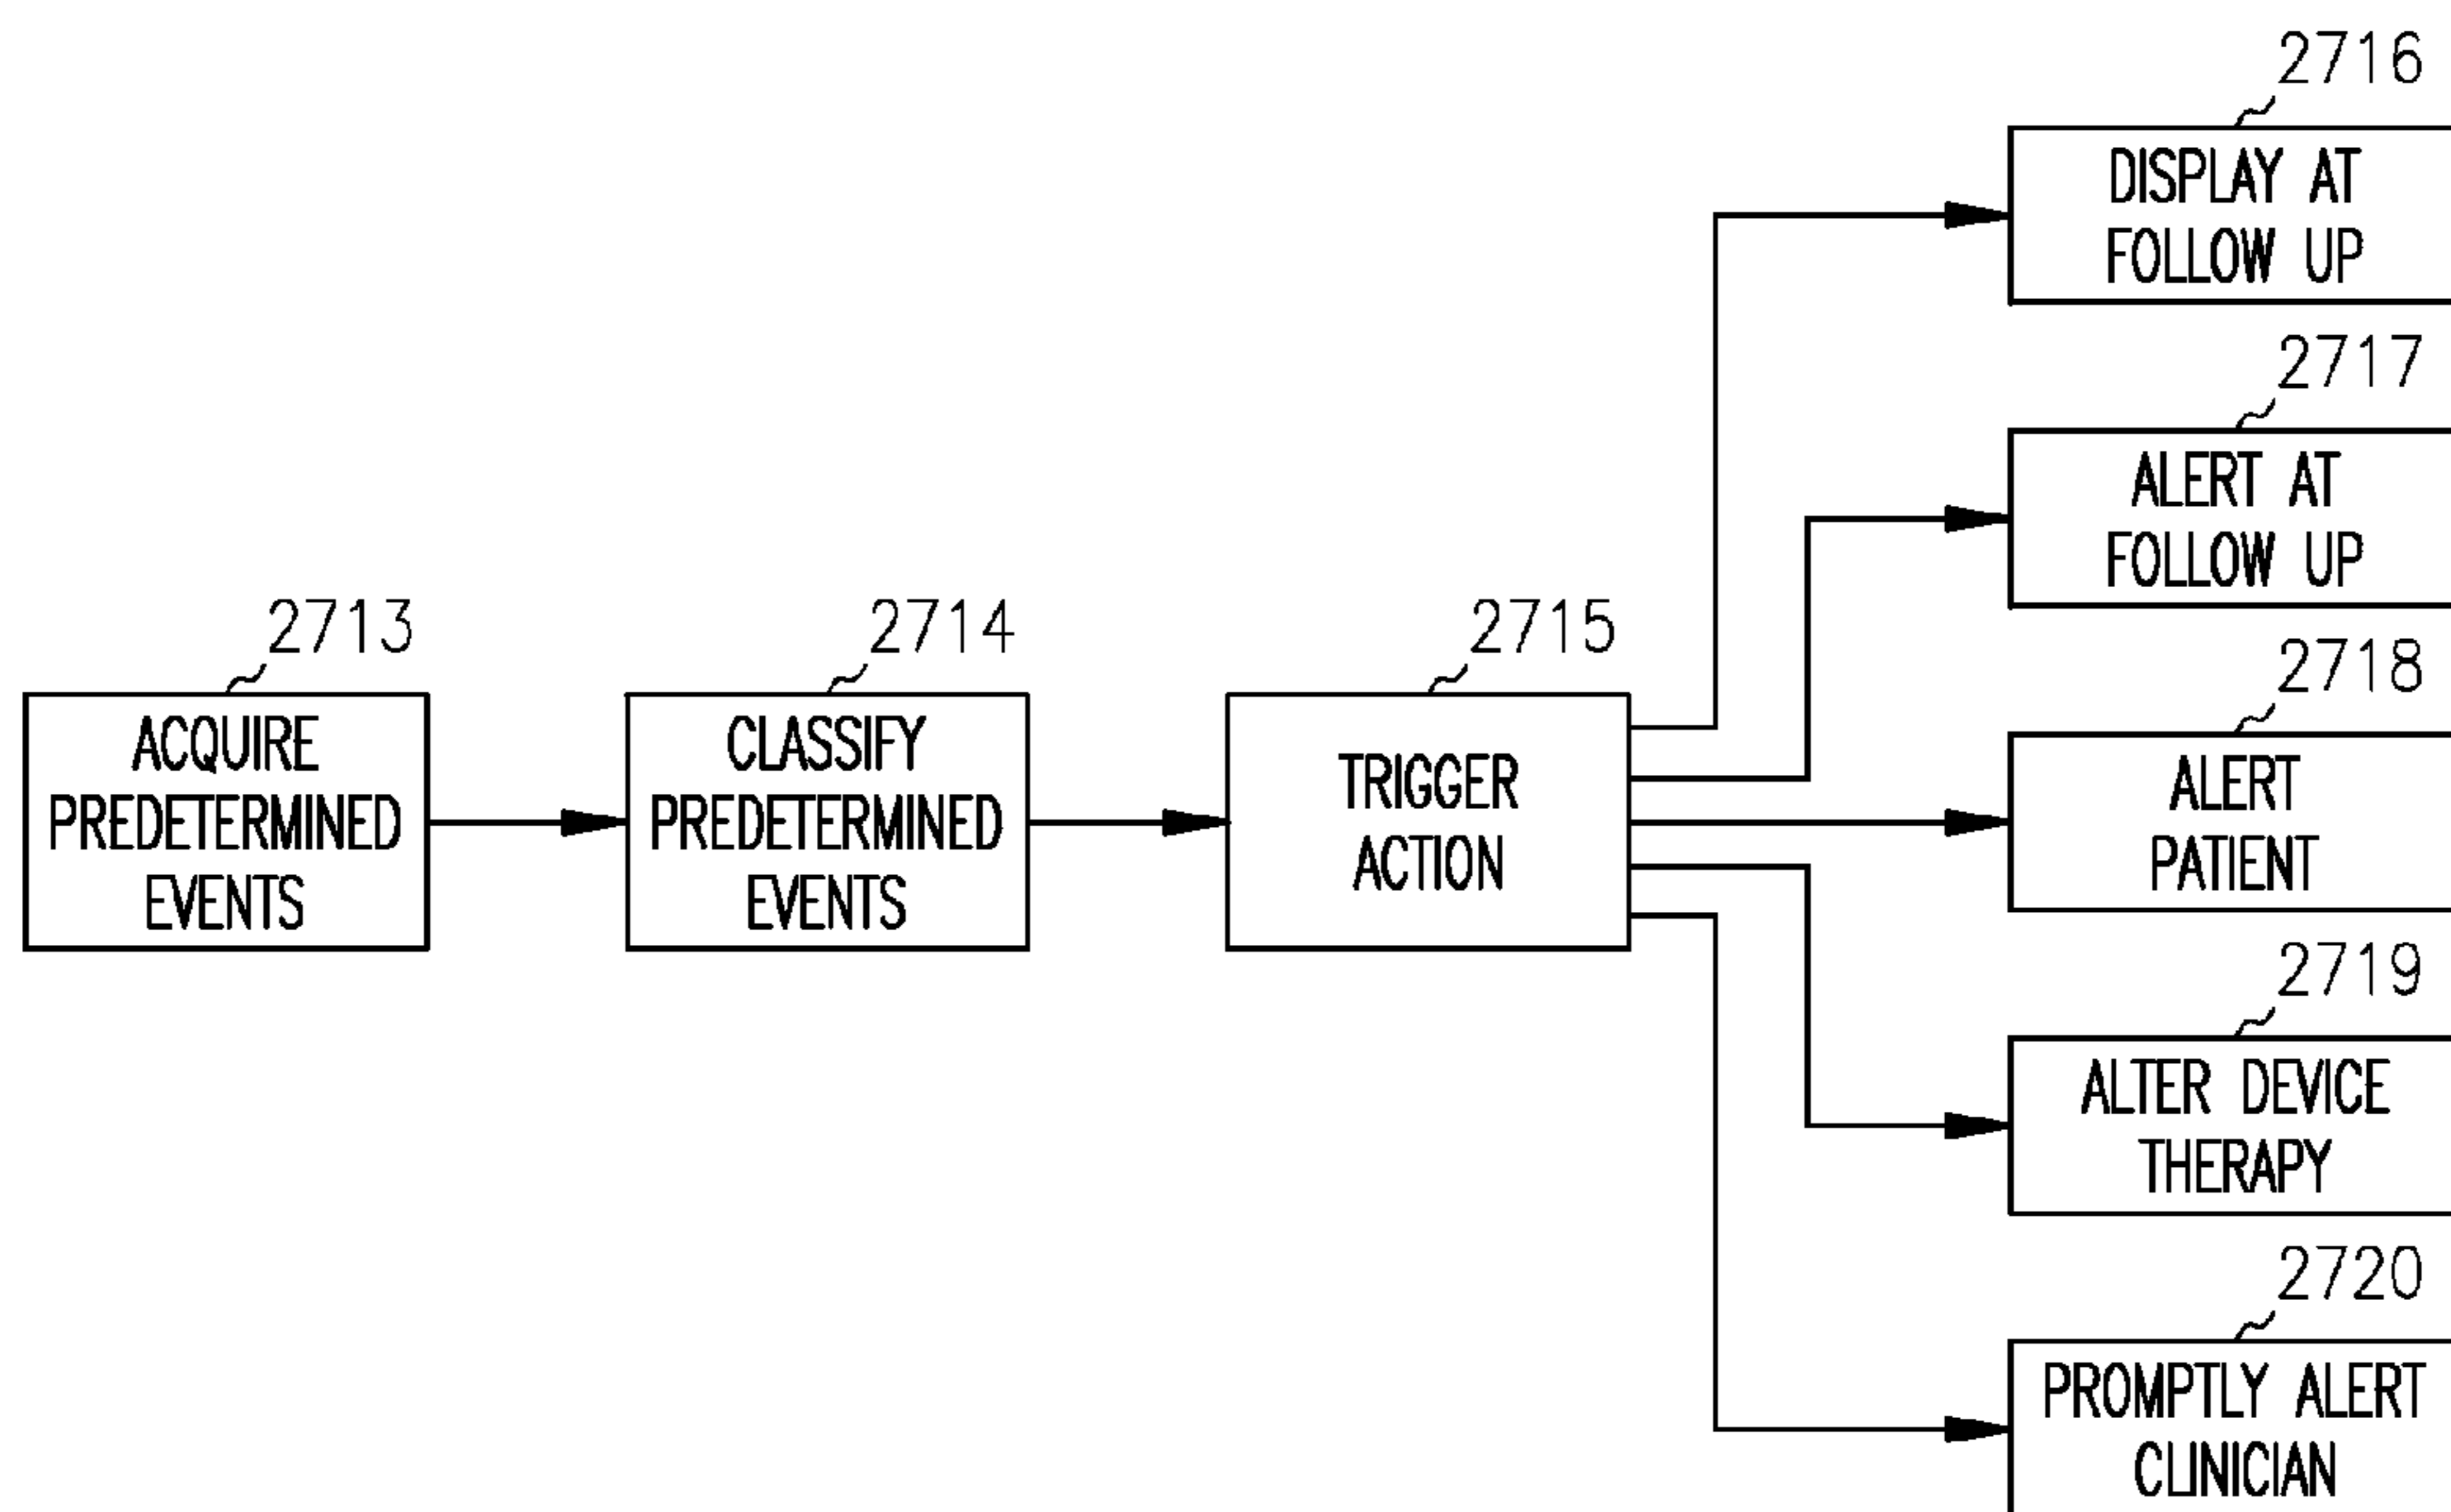 2716
DISPLAY AT
FOLLOW UP
2717
ALERT AT
FOLLOW UP
2713
ACQUIRE
PREDETERMINED
EVENTS
2714
CLASSIFY
PREDETERMINED
EVENTS
2715
TRIGGER
ACTION
2718
ALERT
PATIENT
2719
ALTER DEVICE
THERAPY
2720
PROMPTLY ALERT
CLINICIAN